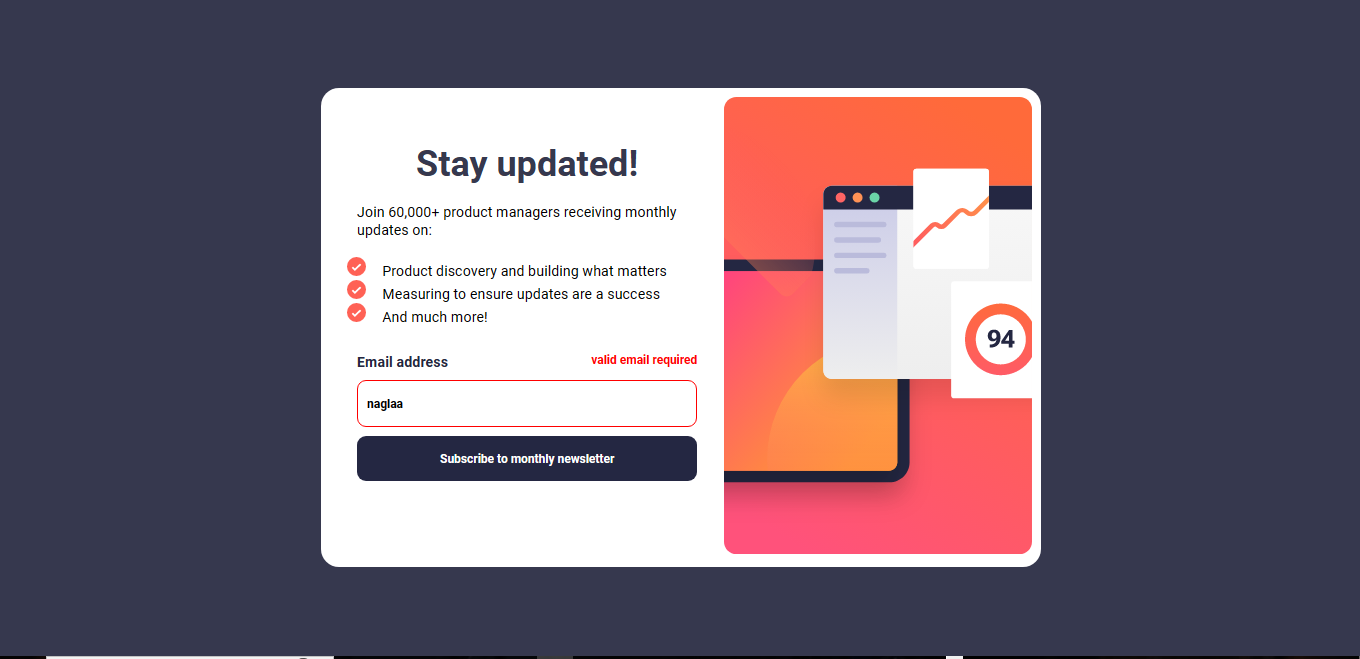 Stay updated!
Join 60,000+ product managers receiving monthly
updates on:
Product discovery and building what matters
Measuring to ensure updates are a success
And much more!
Email address
valid email required
naglaa
Subscribe to monthly newsletter
94